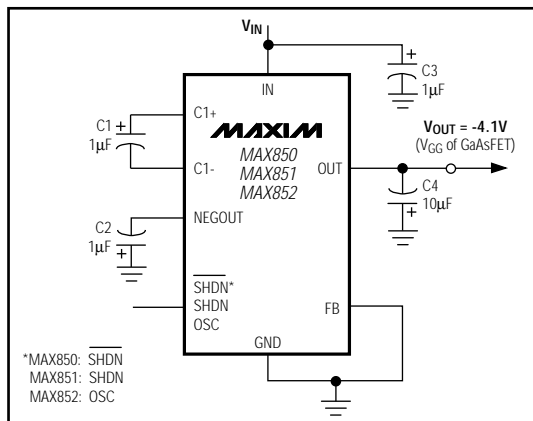 VIN
IN
C3
1µF
C1+
C1
1µF
C1-
MAXIM
MAX850
MAX851
MAX852
OUT
VOUT = -4.1V
(VGG of GaAsFET)
C4
10µF
NEGOUT
C2
1µF
SHDN*
SHDN
OSC
FB
GND
*MAX850: SHDN
MAX851: SHDN
MAX852: OSC